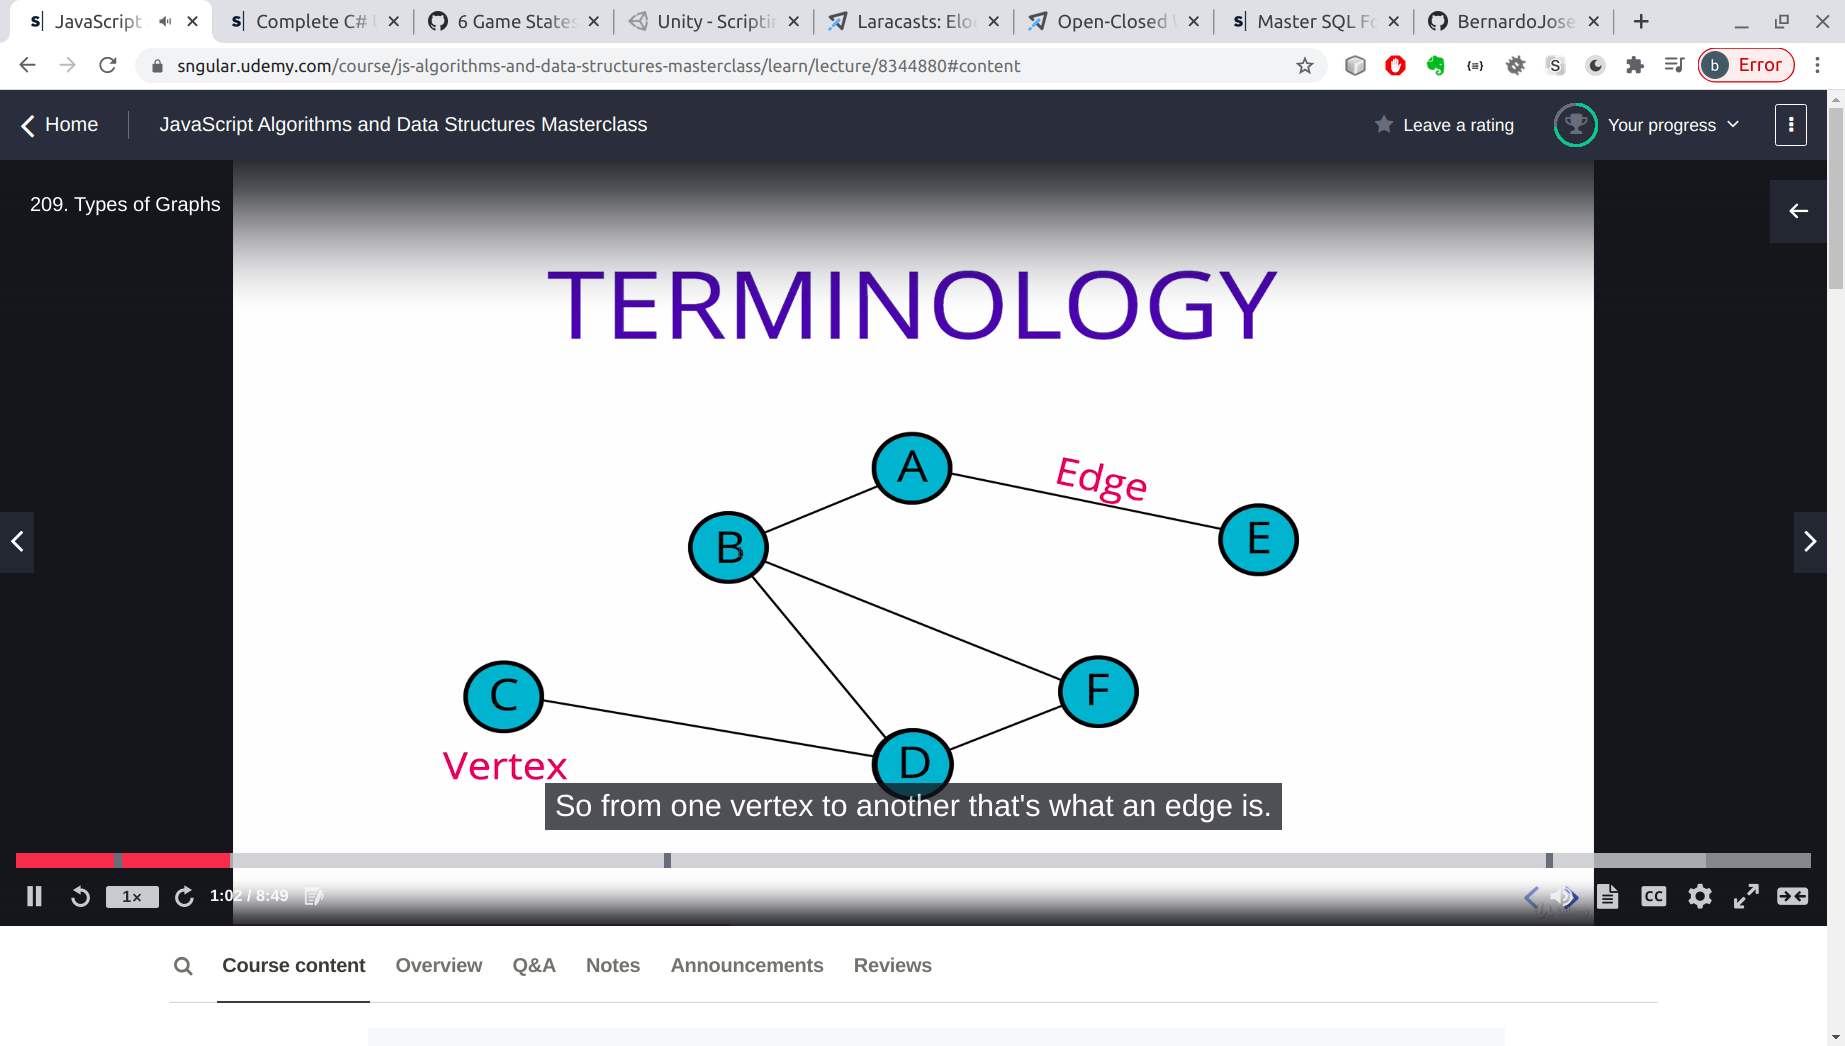 JavaScript
Complete C#
6 Game States
Unity - Scriptin
Laracasts: Elo
Open-Closed
Master SQL Fo
BernardoJose
sngular.udemy.com/course/js-algorithms-and-data-structures-masterclass/learn/lecture/8344880#content
b Error
Home
JavaScript Algorithms and Data Structures Masterclass
Leave a rating
Your progress
209. Types of Graphs
TERMINOLOGY
A
Edge
B
E
C
F
Vertex
D
So from one vertex to another that's what an edge is.
1x
1:02 / 8:49
CC
Course content
Overview
Q&A
Notes
Announcements
Reviews